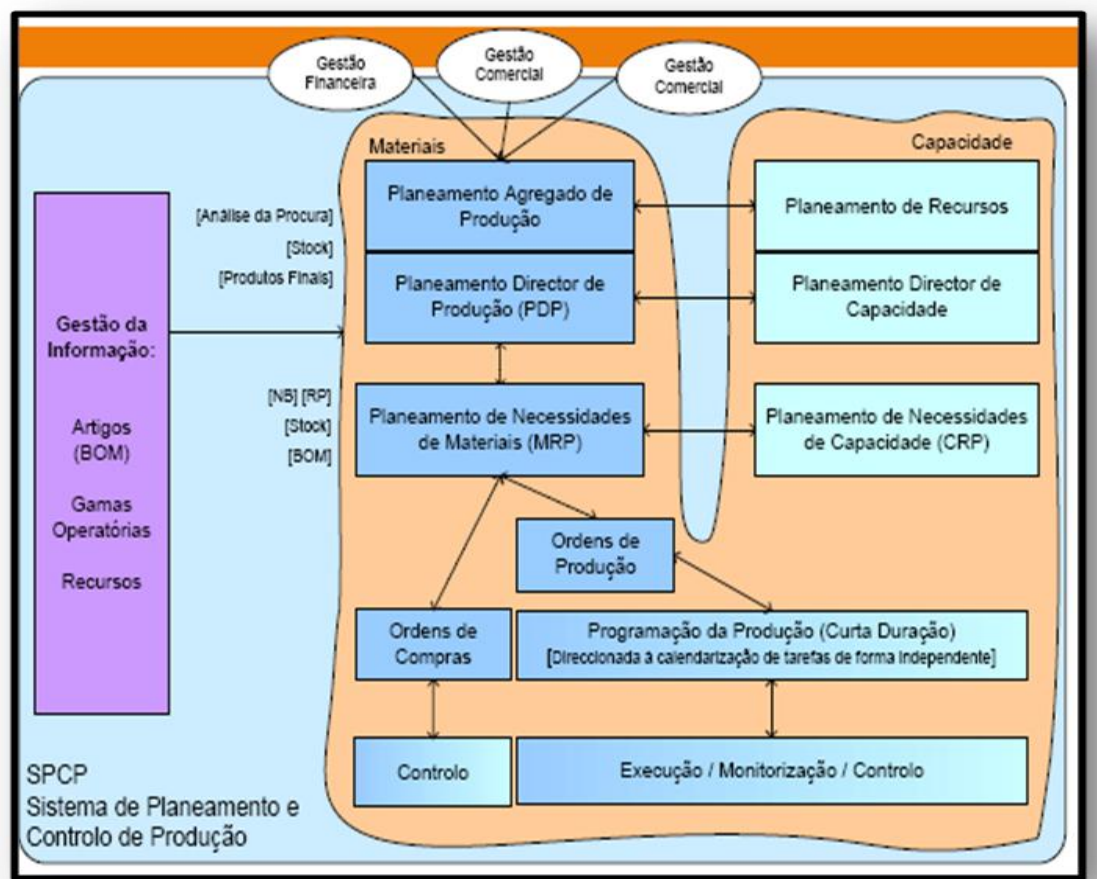 Gestão
Financeira
Gestão
Comercial
Gestão
Comercial
Materiais
Capacidade
Planeamento Agregado de
Produção
Planeamento de Recursos
[Análise da Procura]
[Stock]
[Produtos Finais]
Planeamento Director de
Produção (PDP)
Planeamento Director de
Capacidade
Gestão da
Informação:
Artigos
(BOM)
Gamas
Operatórias
Recursos
[NB] [RP]
[Stock]
[BOM]
Planeamento de Necessidades
de Materiais (MRP)
Planeamento de Necessidades
de Capacidade (CRP)
Ordens de
Produção
Ordens de
Compras
Programação da Produção (Curta Duração)
[Direccionada á calendarização de tarefas de forma independente]
Controlo
Execução / Monitorização / Controlo
SPCP
Sistema de Planeamento e
Controlo de Produção